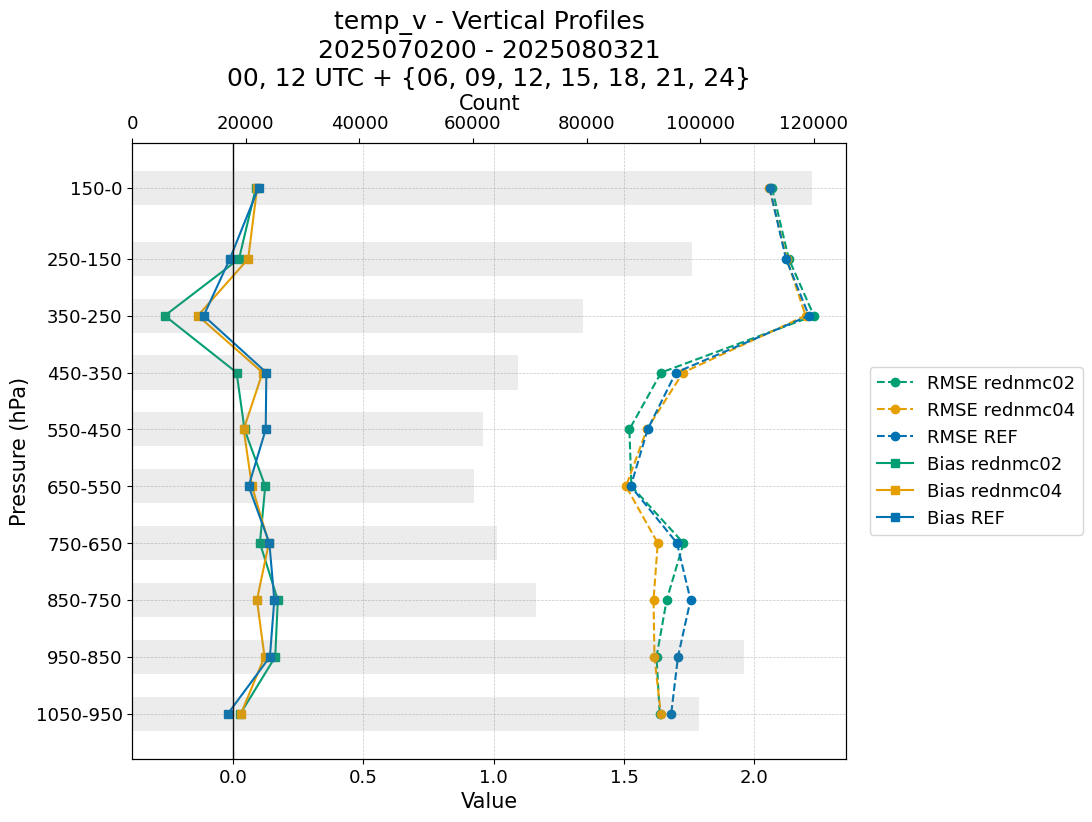 temp_v - Vertical Profiles
2025070200 - 2025080321
00, 12 UTC + {06, 09, 12, 15, 18, 21, 24}
Count
0 20000 40000 60000 80000 100000 120000
Pressure (hPa)
150-0
250-150
350-250
450-350
550-450
650-550
750-650
850-750
950-850
1050-950
0.0 0.5 1.0 1.5 2.0
Value
RMSE rednmc02
RMSE rednmc04
RMSE REF
Bias rednmc02
Bias rednmc04
Bias REF